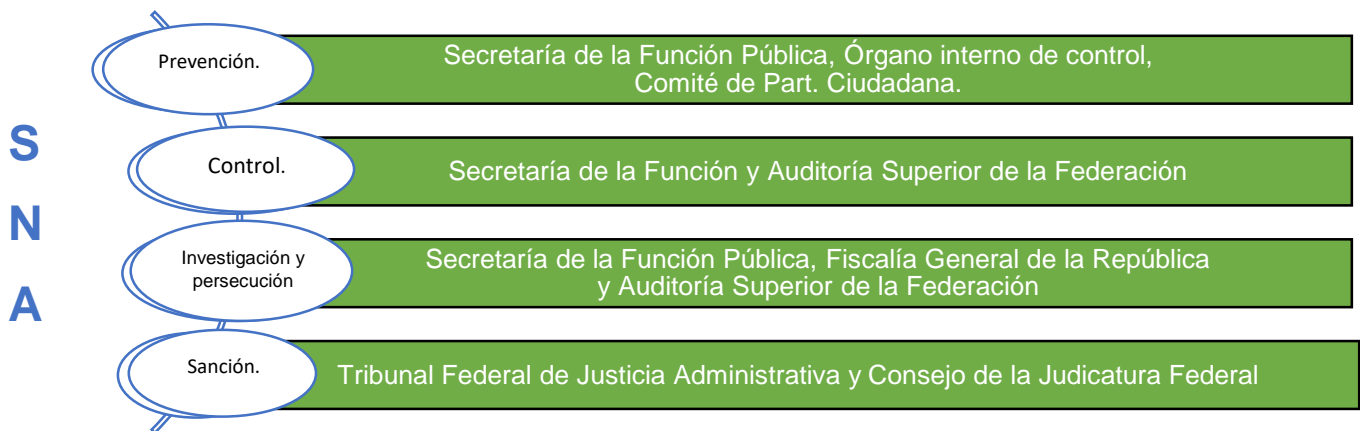 S
N
A
Prevención.
Secretaría de la Función Pública, Órgano interno de control,
Comité de Part. Ciudadana.
Control.
Secretaría de la Función y Auditoría Superior de la Federación
Investigación y
persecución
Secretaría de la Función Pública, Fiscalía General de la República
y Auditoría Superior de la Federación
Sanción.
Tribunal Federal de Justicia Administrativa y Consejo de la Judicatura Federal